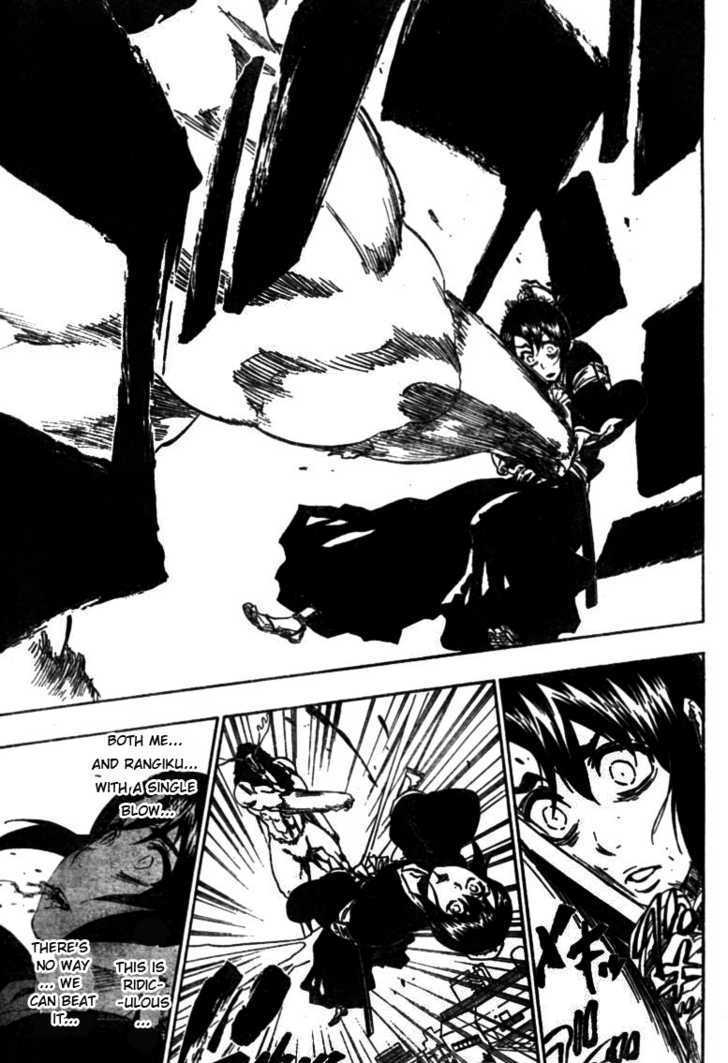 BOTH ME...
AND RANGIKU...
WITH A SINGLE
BLOW...
THIS IS
RIDIC-
-ULOUS
...
THERE'S
NO WAY
... WE
CAN BEAT
IT...